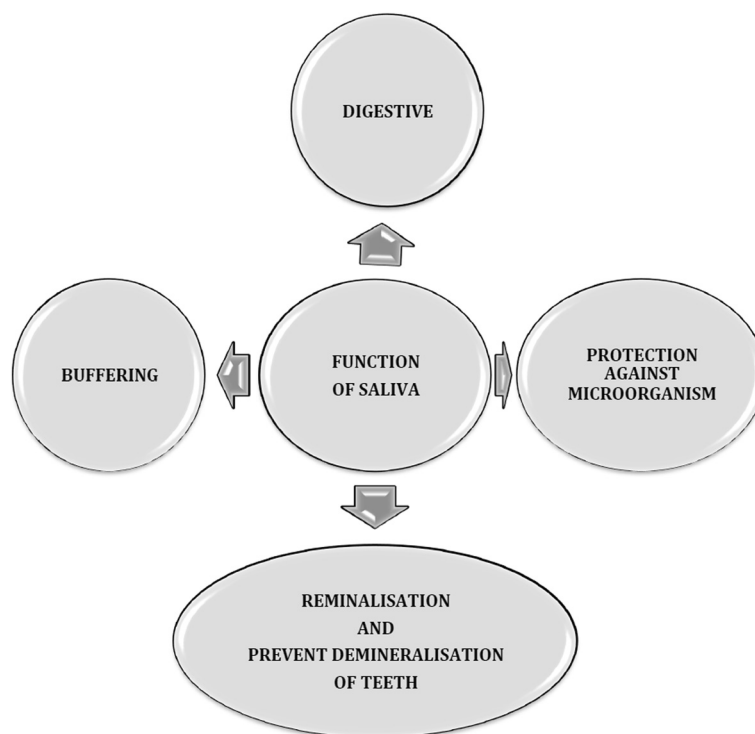 DIGESTIVE
BUFFERING
FUNCTION
OF SALIVA
PROTECTION
AGAINST
MICROORGANISM
REMINALISATION
AND
PREVENT DEMINERALISATION
OF TEETH